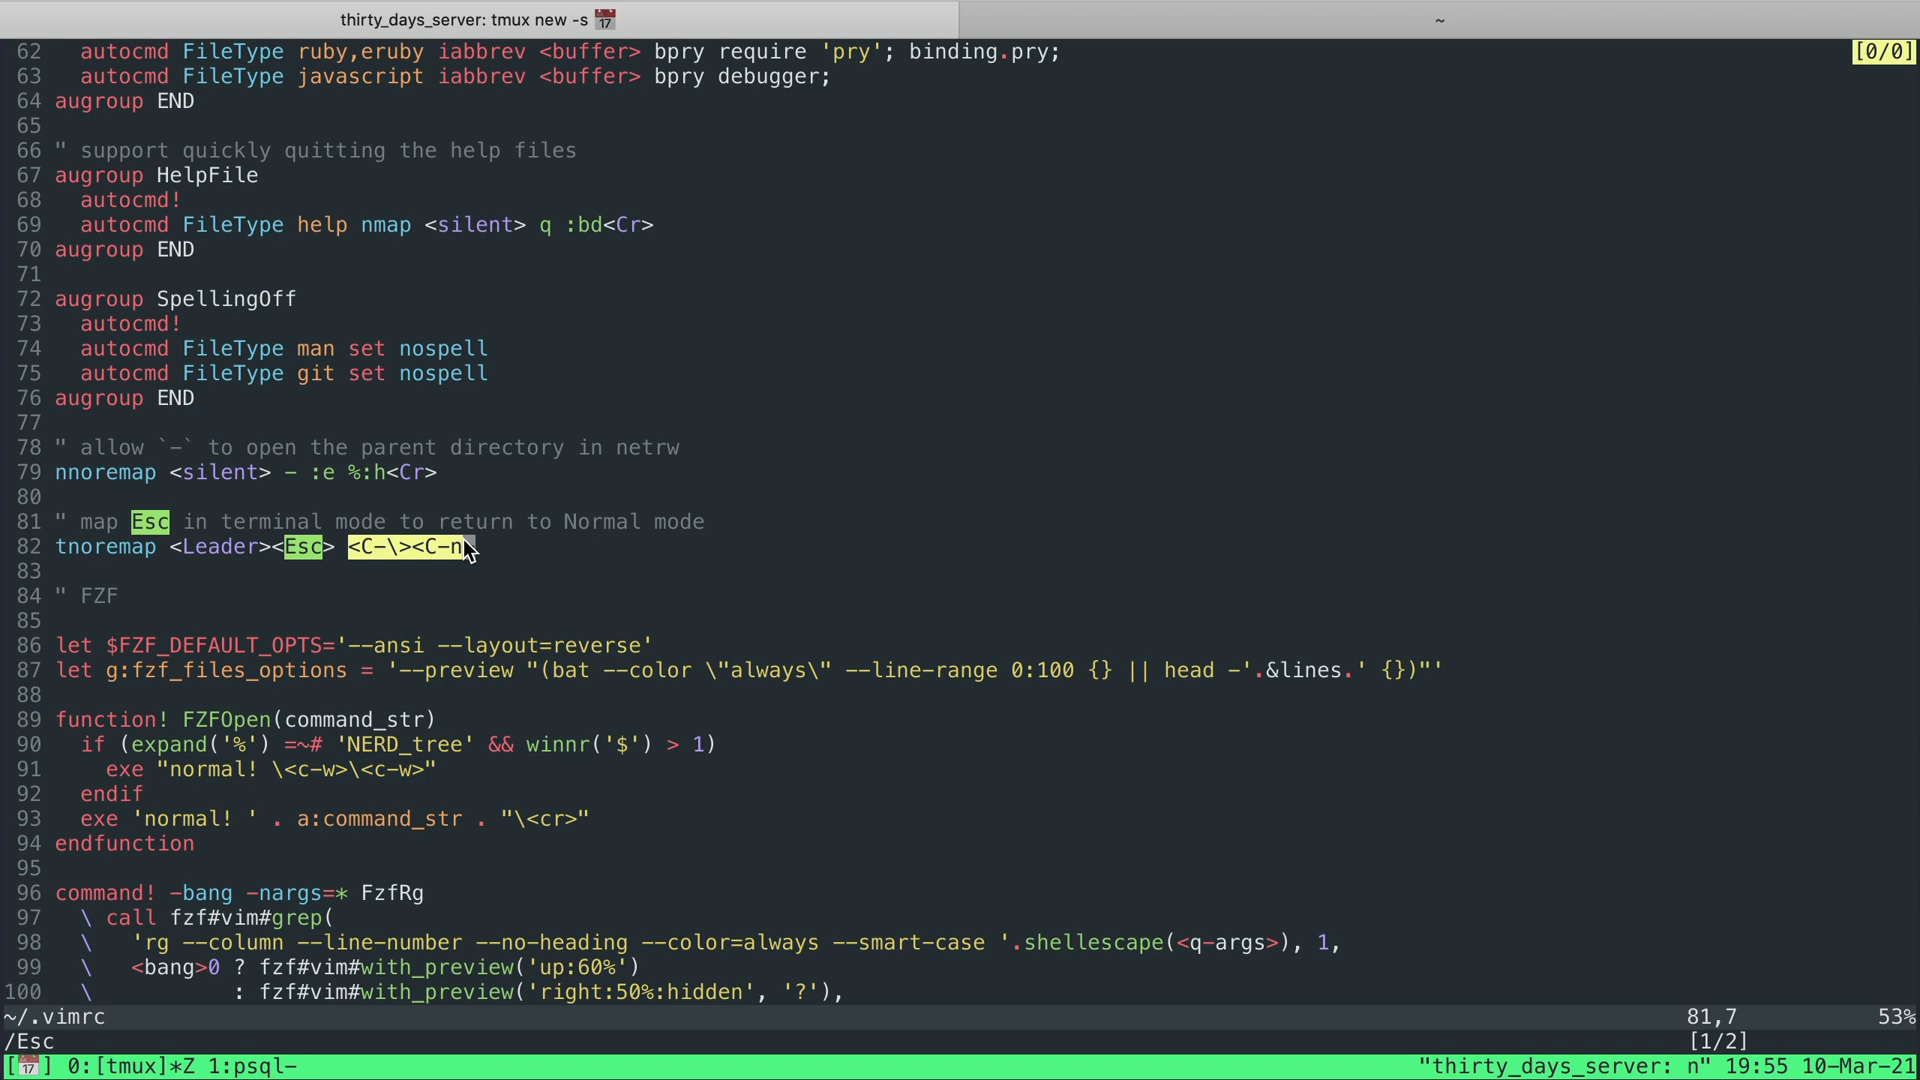 thirty_days_server: tmux new -s 📅
~
62 autocmd FileType ruby,eruby iabbrev <buffer> bpry require 'pry'; binding.pry; [0/0]
63 autocmd FileType javascript iabbrev <buffer> bpry debugger;
64 augroup END
65
66 " support quickly quitting the help files
67 augroup HelpFile
68 autocmd!
69 autocmd FileType help nmap <silent> q :bd<Cr>
70 augroup END
71
72 augroup SpellingOff
73 autocmd!
74 autocmd FileType man set nospell
75 autocmd FileType git set nospell
76 augroup END
77
78 " allow `-` to open the parent directory in netrw
79 nnoremap <silent> - :e %:h<Cr>
80
81 " map Esc in terminal mode to return to Normal mode
82 tnoremap <Leader><Esc> <C-\><C-n
83
84 " FZF
85
86 let $FZF_DEFAULT_OPTS='--ansi --layout=reverse'
87 let g:fzf_files_options = '--preview "(bat --color \"always\" --line-range 0:100 {} || head -'.&lines.' {})"'
88
89 function! FZFOpen(command_str)
90 if (expand('%') =~# 'NERD_tree' && winnr('$') > 1)
91 exe "normal! \<c-w>\<c-w>"
92 endif
93 exe 'normal! ' . a:command_str . "\<cr>"
94 endfunction
95
96 command! -bang -nargs=* FzfRg
97 \ call fzf#vim#grep(
98 \ 'rg --column --line-number --no-heading --color=always --smart-case '.shellescape(<q-args>), 1,
99 \ <bang>0 ? fzf#vim#with_preview('up:60%')
100 \ : fzf#vim#with_preview('right:50%:hidden', '?'),
~/.vimrc 81,7 53%
/Esc [1/2]
[📅] 0:[tmux]*Z 1:psql- "thirty_days_server: n" 19:55 10-Mar-21